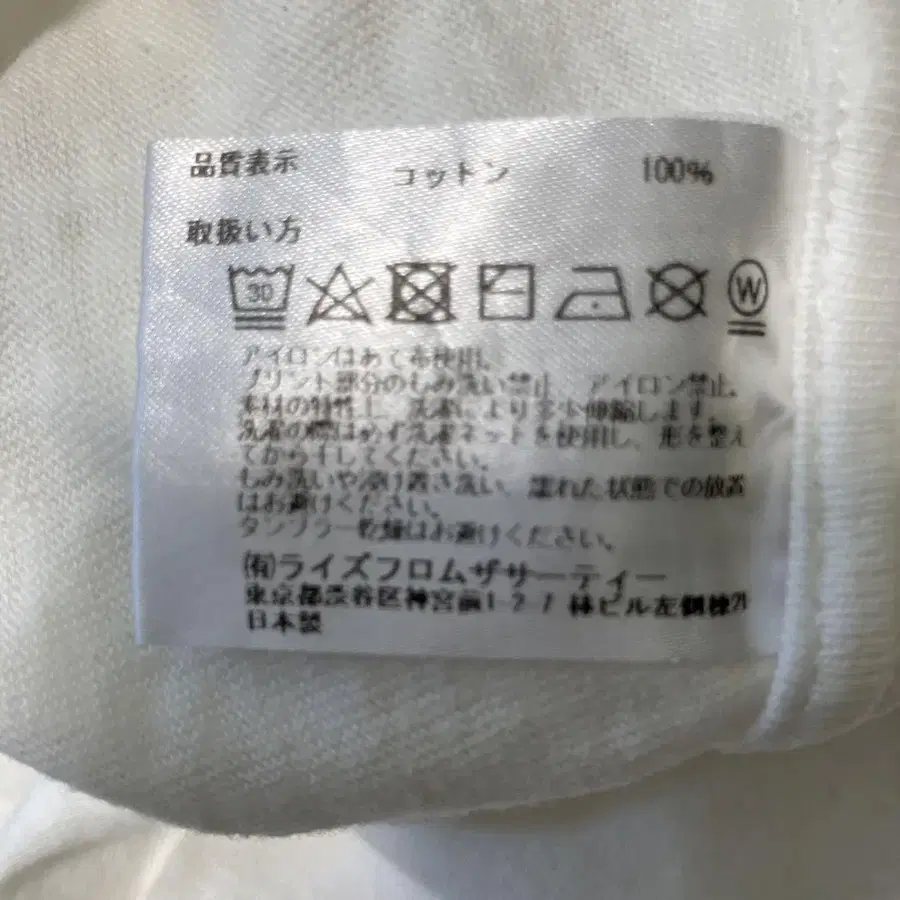 品質表示 コットン 100%
取扱い方
30 W
アイロンはあて布使用。
プリント部分のもみ洗い禁止、アイロン禁止。
素材の特性上、洗濯により多少伸縮します。
洗濯の際は必ず洗濯ネットを使用し、形を整え
てから干してください。
もみ洗いや漬け置き洗い、濡れた状態での放置
はお避けください。
タンブラー乾燥はお避けください。
(有)ライズフロムザサーティー
東京都渋谷区神宮前1-2-7 林ビル左側棟
日本製